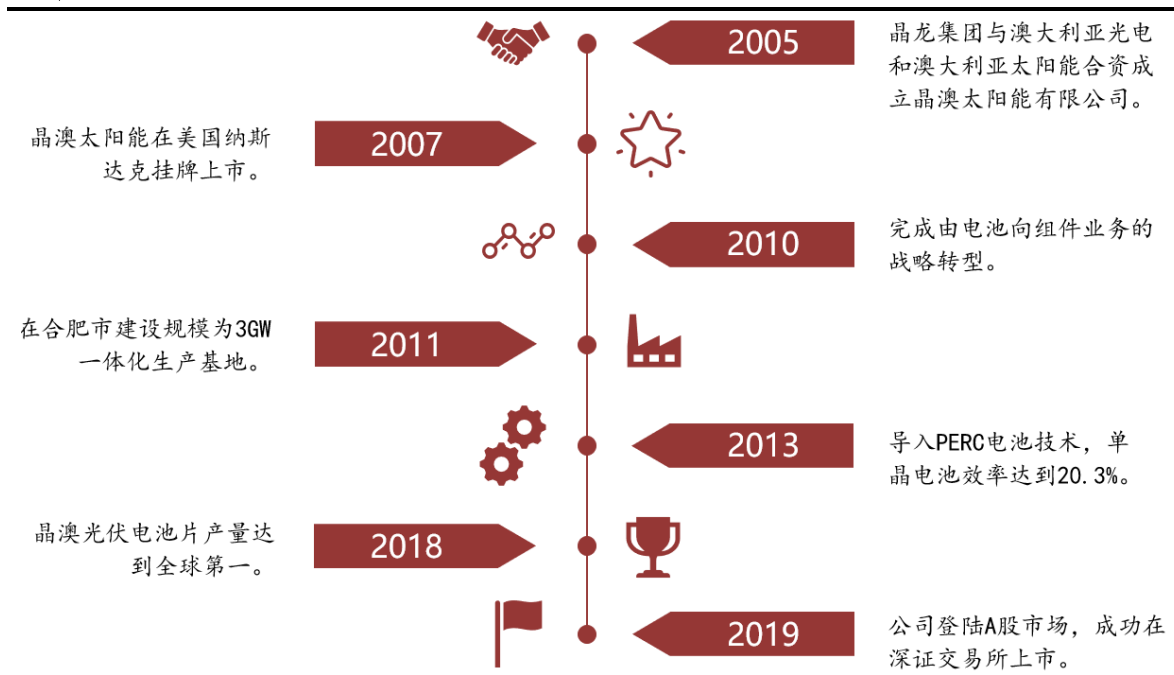 2005
晶龙集团与澳大利亚光电
和澳大利亚太阳能合资成
立晶澳太阳能有限公司。
晶澳太阳能在美国纳斯
达克挂牌上市。
2007
2010
完成由电池向组件业务的
战略转型。
在合肥市建设规模为3GW
一体化生产基地。
2011
2013
导入PERC电池技术，单
晶电池效率达到20.3%。
晶澳光伏电池片产量达
到全球第一。
2018
2019
公司登陆A股市场，成功在
深证交易所上市。